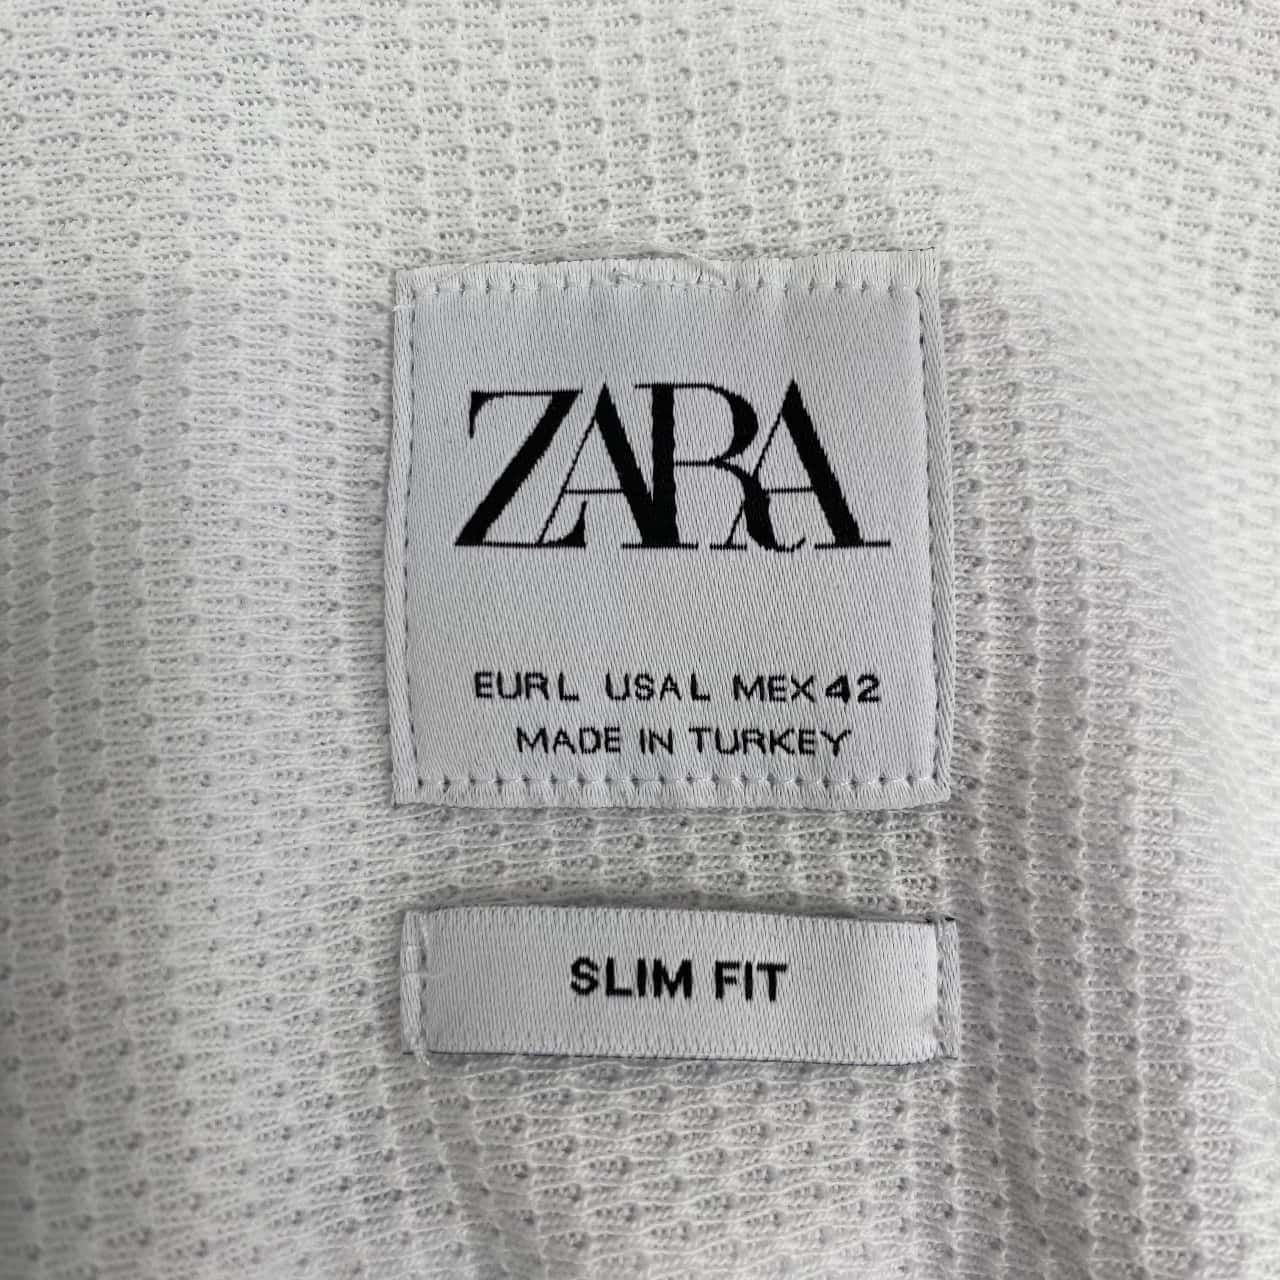 ZARA
EUR L USA L MEX 42
MADE IN TURKEY
SLIM FIT